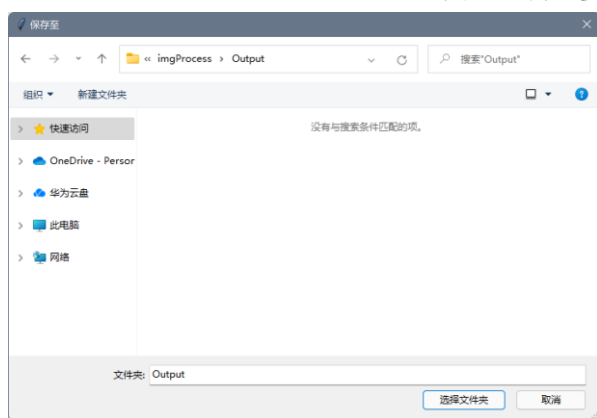 保存至
« imgProcess › Output
搜索"Output"
组织
新建文件夹
快速访问
没有与搜索条件匹配的项。
OneDrive - Persor
华为云盘
此电脑
网络
文件夹: Output
选择文件夹
取消